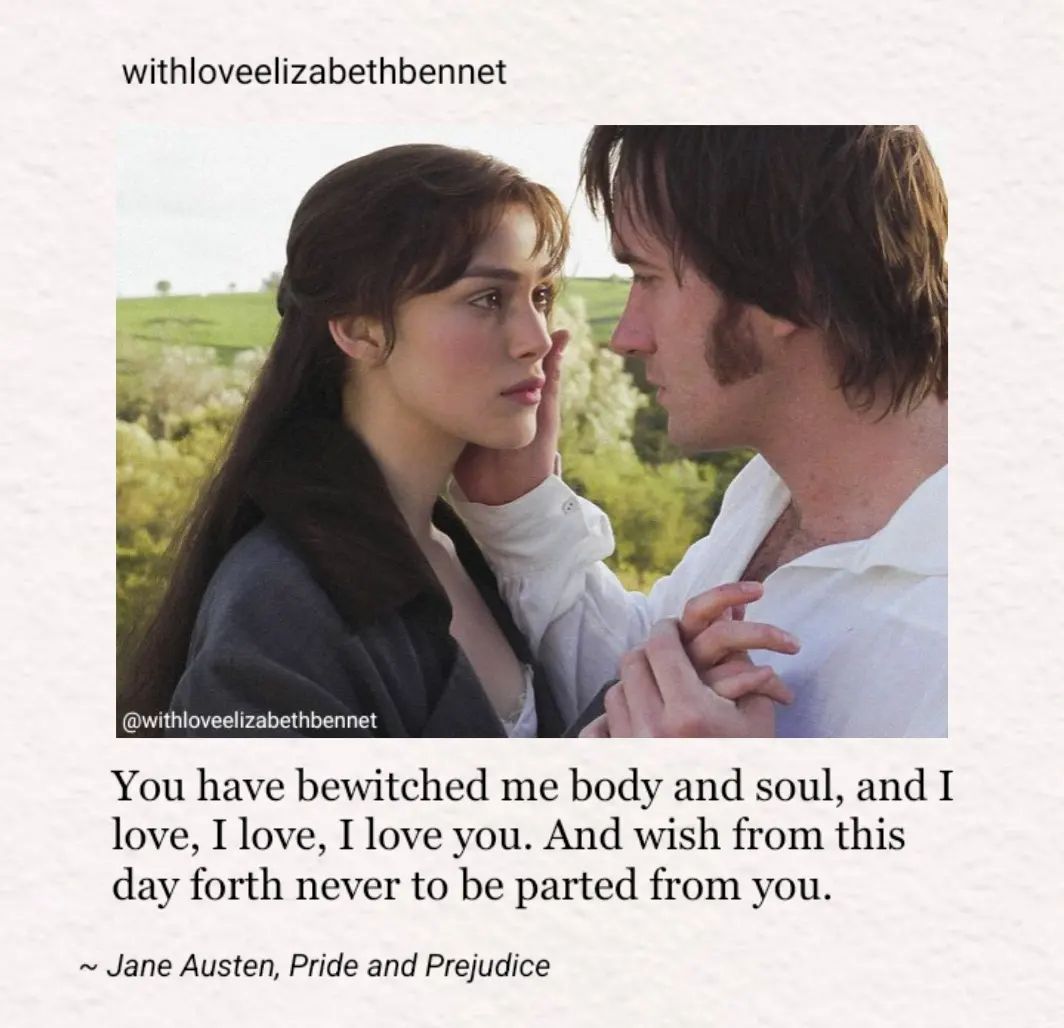 withloveelizabethbennet
@withloveelizabethbennet
You have bewitched me body and soul, and I
love, I love, I love you. And wish from this
day forth never to be parted from you.
~ Jane Austen, Pride and Prejudice